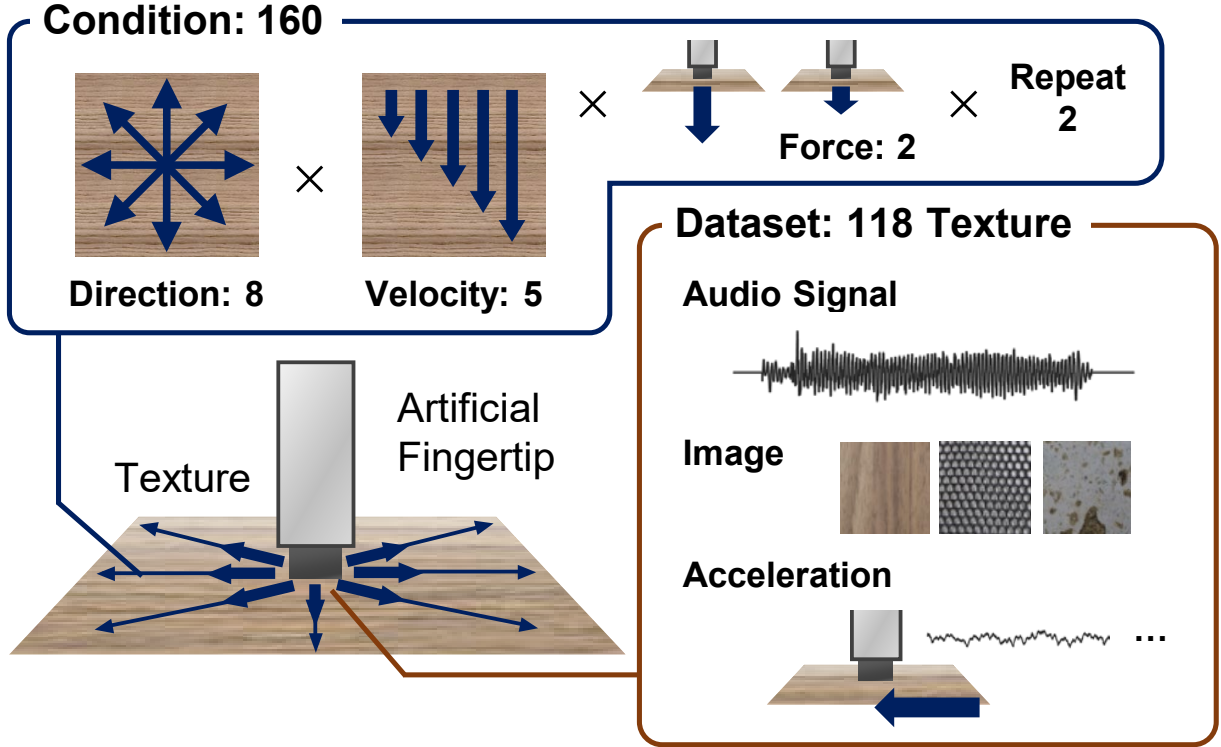 Condition: 160
×
×
×
Repeat
2
Force: 2
Direction: 8
Velocity: 5
Dataset: 118 Texture
Audio Signal
Artificial
Fingertip
Texture
Image
Acceleration
...